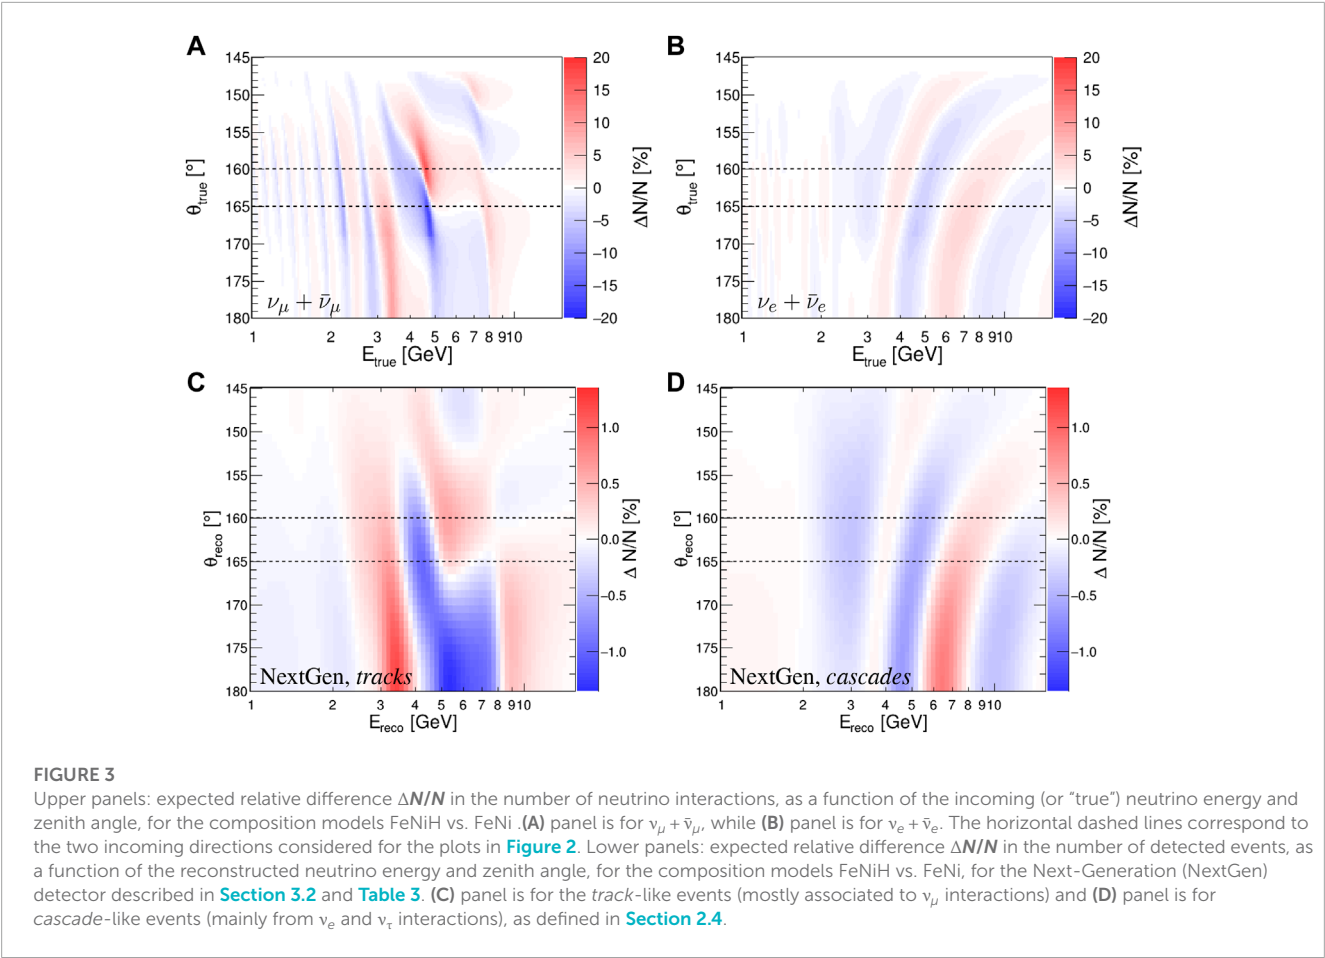 A
B
145
150
155
160
165
170
175
180
θtrue [°]
νμ + ν̄μ
1 2 3 4 5 6 7 8 910
Etrue [GeV]
20
15
10
5
0
−5
−10
−15
−20
ΔN/N [%]
145
150
155
160
165
170
175
180
θtrue [°]
νe + ν̄e
1 2 3 4 5 6 7 8 910
Etrue [GeV]
20
15
10
5
0
−5
−10
−15
−20
ΔN/N [%]
C
D
145
150
155
160
165
170
175
180
θreco [°]
NextGen, tracks
1 2 3 4 5 6 7 8 910
Ereco [GeV]
1.0
0.5
0.0
−0.5
−1.0
Δ N/N [%]
145
150
155
160
165
170
175
180
θreco [°]
NextGen, cascades
1 2 3 4 5 6 7 8 910
Ereco [GeV]
1.0
0.5
0.0
−0.5
−1.0
Δ N/N [%]
FIGURE 3
Upper panels: expected relative difference ΔN/N in the number of neutrino interactions, as a function of the incoming (or “true”) neutrino energy and
zenith angle, for the composition models FeNiH vs. FeNi .(A) panel is for νμ + ν̄μ, while (B) panel is for νe + ν̄e. The horizontal dashed lines correspond to
the two incoming directions considered for the plots in Figure 2. Lower panels: expected relative difference ΔN/N in the number of detected events, as
a function of the reconstructed neutrino energy and zenith angle, for the composition models FeNiH vs. FeNi, for the Next-Generation (NextGen)
detector described in Section 3.2 and Table 3. (C) panel is for the track-like events (mostly associated to νμ interactions) and (D) panel is for
cascade-like events (mainly from νe and ντ interactions), as defined in Section 2.4.